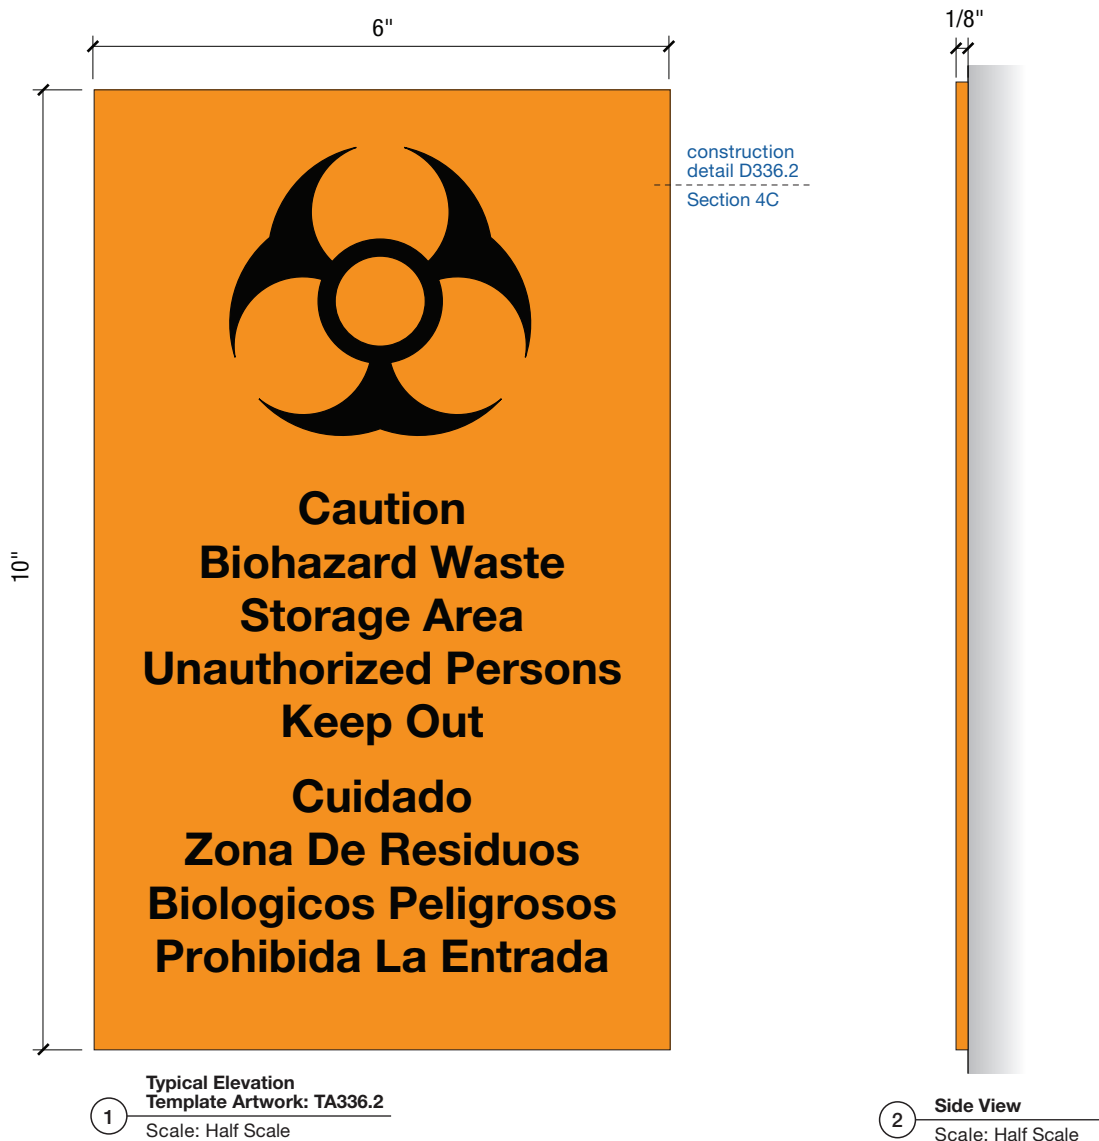 6"
1/8"
construction
detail D336.2
Section 4C
10"
Caution
Biohazard Waste
Storage Area
Unauthorized Persons
Keep Out
Cuidado
Zona De Residuos
Biologicos Peligrosos
Prohibida La Entrada
1
Typical Elevation
Template Artwork: TA336.2
Scale: Half Scale
2
Side View
Scale: Half Scale